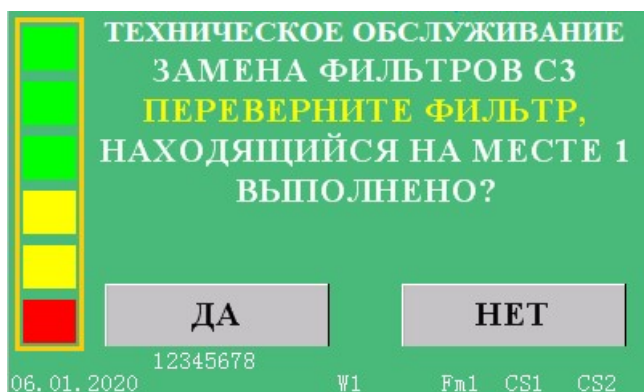 ТЕХНИЧЕСКОЕ ОБСЛУЖИВАНИЕ
ЗАМЕНА ФИЛЬТРОВ С3
ПЕРЕВЕРНИТЕ ФИЛЬТР,
НАХОДЯЩИЙСЯ НА МЕСТЕ 1
ВЫПОЛНЕНО?
ДА НЕТ
12345678
06.01.2020 W1 Fm1 CS1 CS2